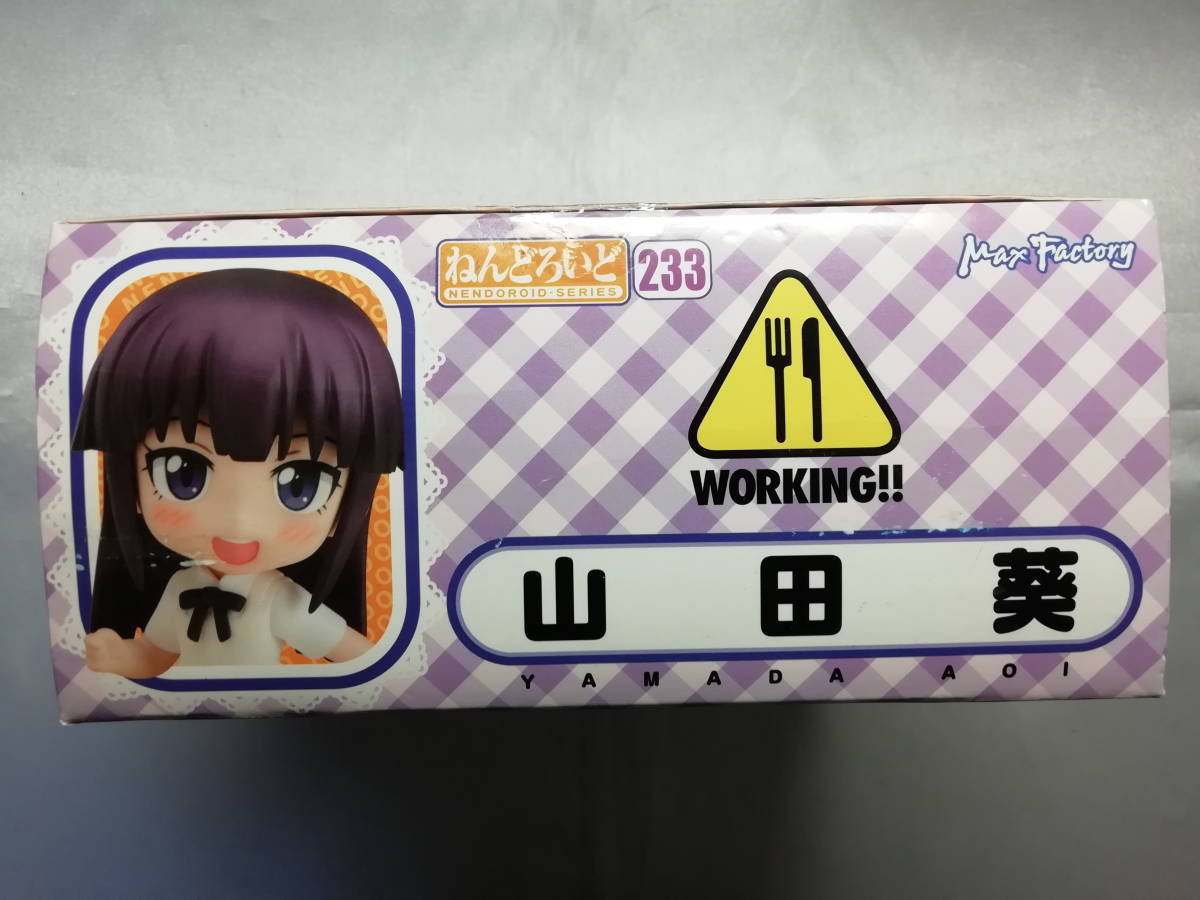 ねんどろいど
NENDOROID·SERIES
233
Max Factory
WORKING!!
山田葵
YAMADA AOI